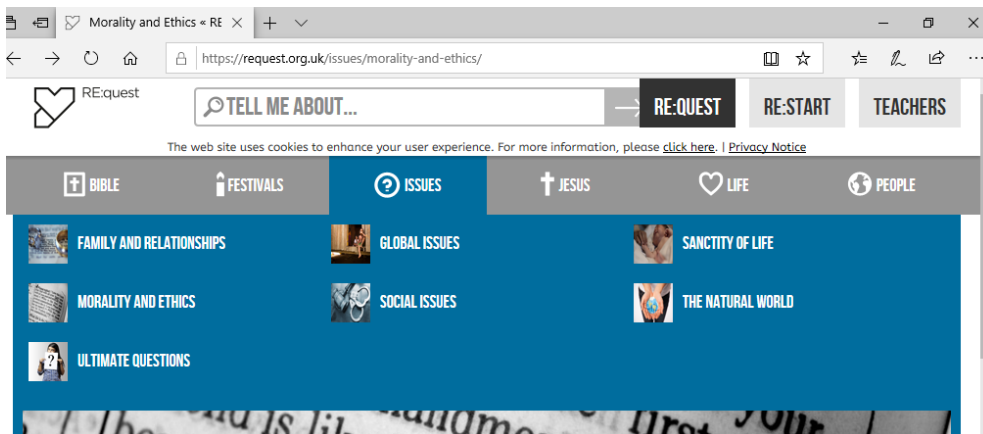 Morality and Ethics « RE
https://request.org.uk/issues/morality-and-ethics/
RE:quest
TELL ME ABOUT...
RE:QUEST
RE:START
TEACHERS
The web site uses cookies to enhance your user experience. For more information, please click here. | Privacy Notice
BIBLE
FESTIVALS
ISSUES
JESUS
LIFE
PEOPLE
FAMILY AND RELATIONSHIPS
GLOBAL ISSUES
SANCTITY OF LIFE
MORALITY AND ETHICS
SOCIAL ISSUES
THE NATURAL WORLD
?
ULTIMATE QUESTIONS
is first your